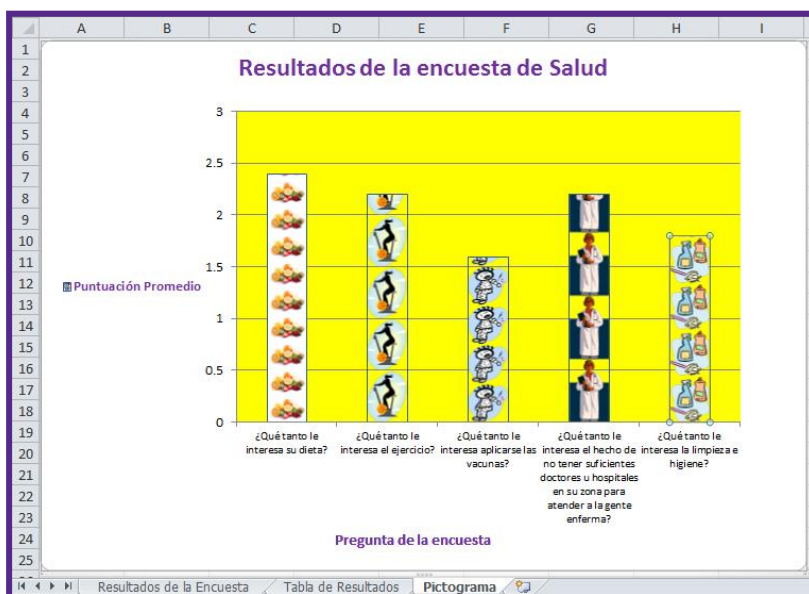 A B C D E F G H I
1
2
3
4
5
6
7
8
9
10
11
12
13
14
15
16
17
18
19
20
21
22
23
24
25
Resultados de la encuesta de Salud
3
2.5
2
1.5
1
0.5
0
Puntuación Promedio
¿Qué tanto le
interesa su dieta?
¿Qué tanto le
interesa el ejercicio?
¿Qué tanto le
interesa aplicarse las
vacunas?
¿Qué tanto le
interesa el hecho de
no tener suficientes
doctores u hospitales
en su zona para
atender a la gente
enferma?
¿Qué tanto le
interesa la limpieza e
higiene?
Pregunta de la encuesta
Resultados de la Encuesta Tabla de Resultados Pictograma